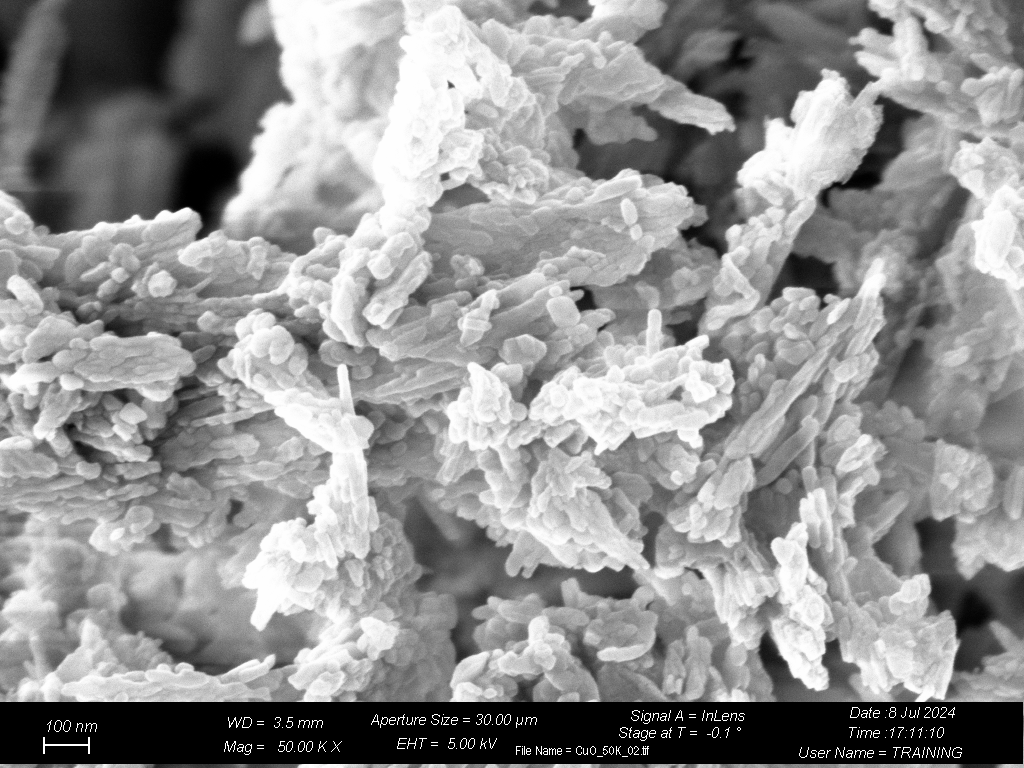 100 nm
WD = 3.5 mm
Mag = 50.00 K X
Aperture Size = 30.00 µm
EHT = 5.00 kV
File Name = CuO_50K_02.tif
Signal A = InLens
Stage at T = -0.1 °
Date :8 Jul 2024
Time :17:11:10
User Name = TRAINING